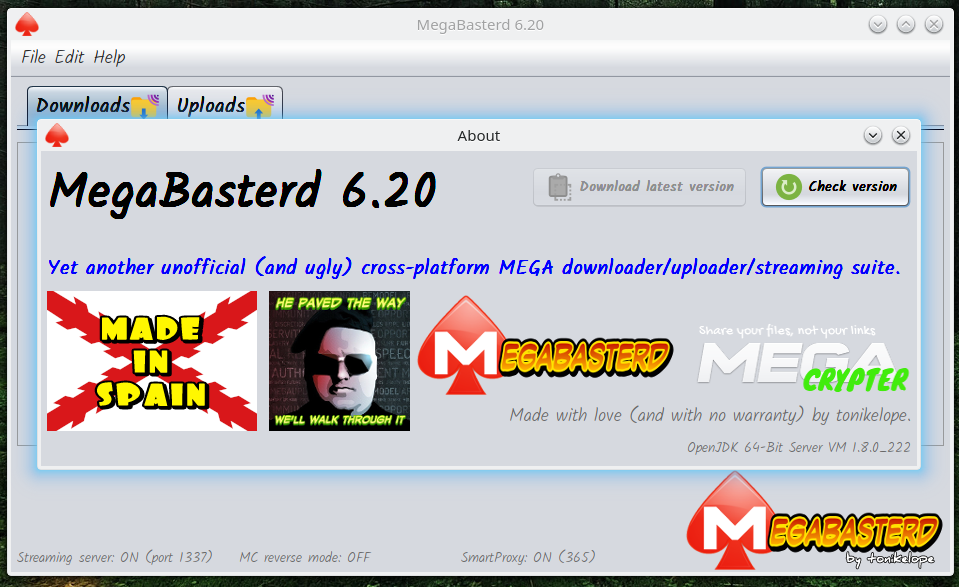 MegaBasterd 6.20
File Edit Help
Downloads Uploads
About
MegaBasterd 6.20
Download latest version
Check version
Yet another unofficial (and ugly) cross-platform MEGA downloader/uploader/streaming suite.
MADE
IN
SPAIN
HE PAVED THE WAY
WE'LL WALK THROUGH IT
MEGABASTERD
Share your files, not your links
MEGA
CRYPTER
Made with love (and with no warranty) by tonikelope.
OpenJDK 64-Bit Server VM 1.8.0_222
MEGABASTERD
by tonikelope
Streaming server: ON (port 1337) MC reverse mode: OFF SmartProxy: ON (365)